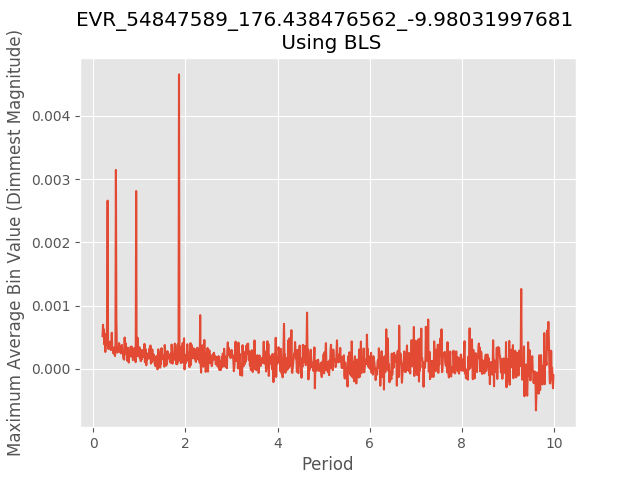 EVR_54847589_176.438476562_-9.98031997681
Using BLS
Maximum Average Bin Value (Dimmest Magnitude)
0.004
0.003
0.002
0.001
0.000
0
2
4
6
8
10
Period